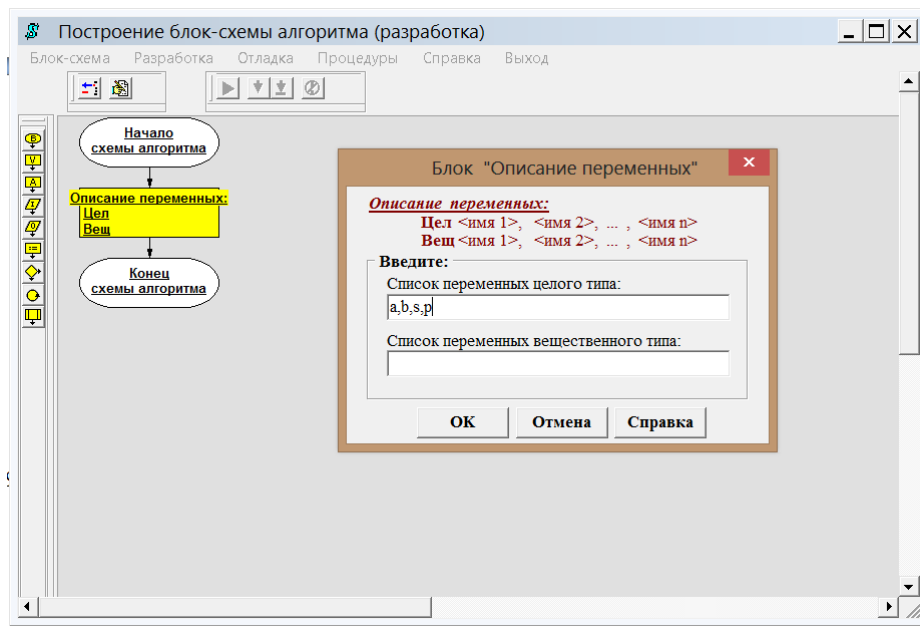 Построение блок-схемы алгоритма (разработка)
Блок-схема Разработка Отладка Процедуры Справка Выход
Начало
схемы алгоритма
Описание переменных:
Цел
Вещ
Конец
схемы алгоритма
Блок "Описание переменных"
Описание переменных:
Цел <имя 1>, <имя 2>, ... , <имя n>
Вещ <имя 1>, <имя 2>, ... , <имя n>
Введите:
Список переменных целого типа:
a,b,s,p
Список переменных вещественного типа:
ОК Отмена Справка